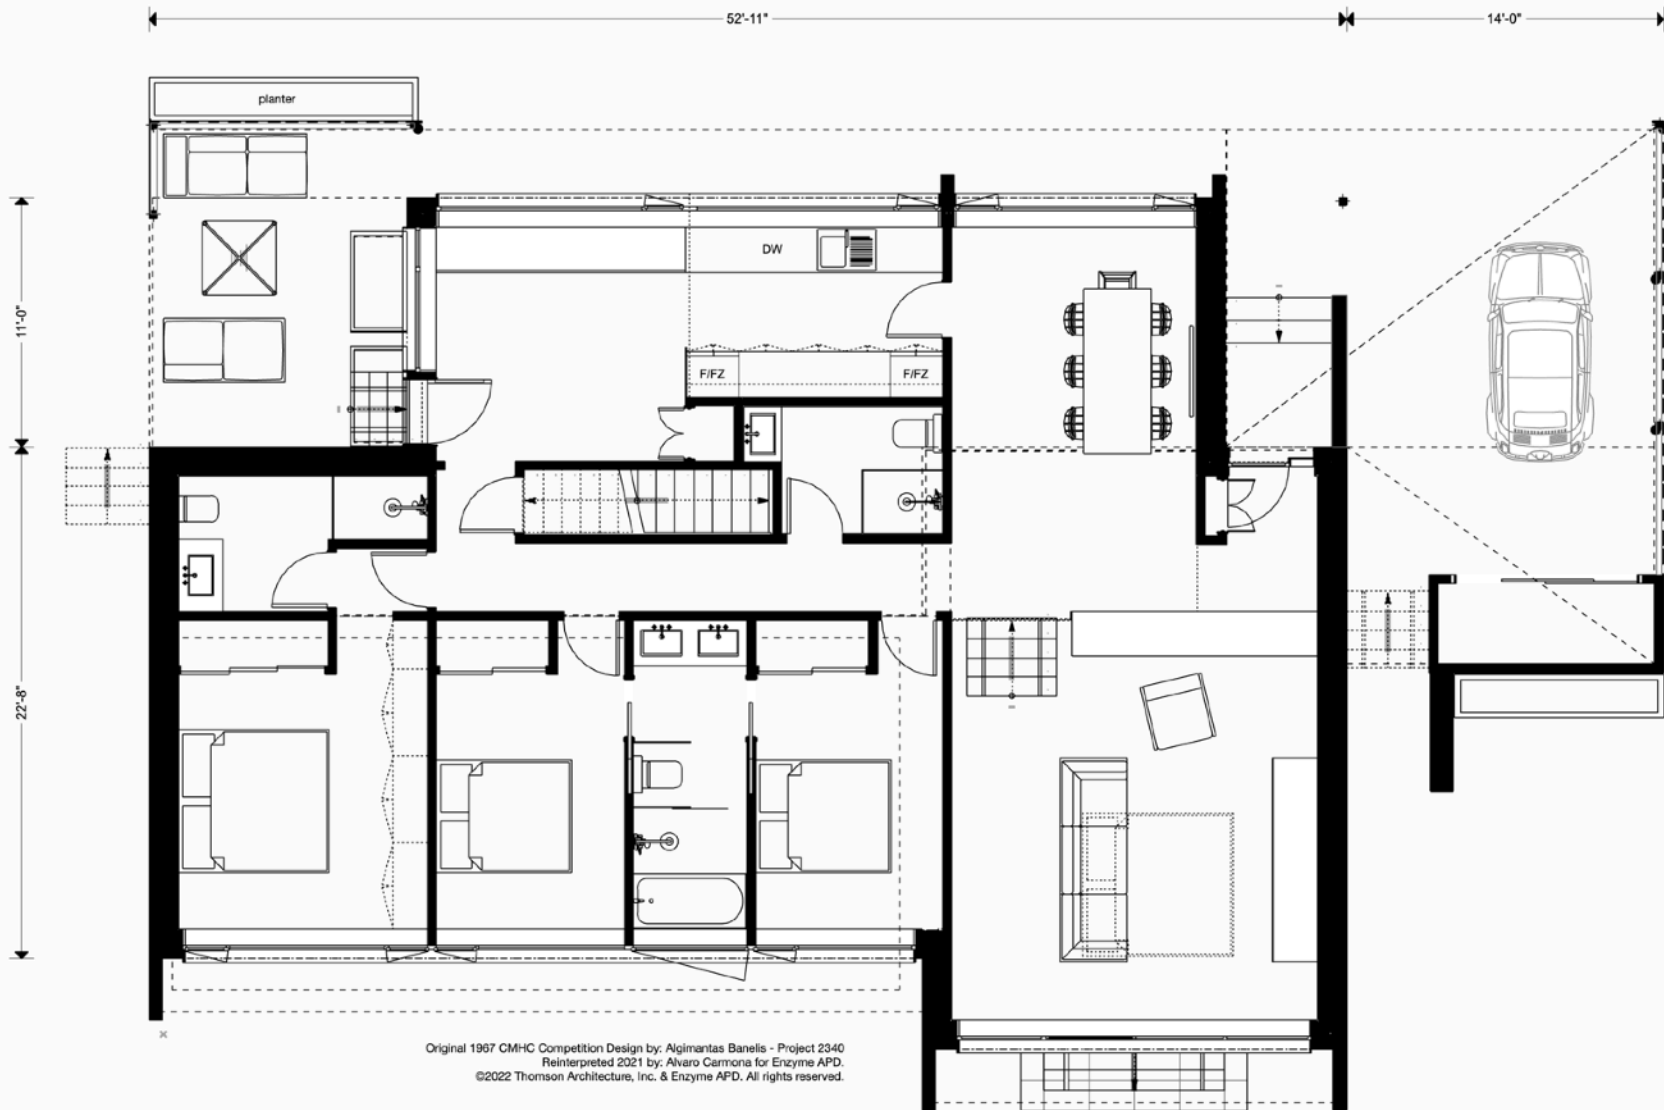 52'-11"
14'-0"
planter
11'-0"
DW
F/FZ
F/FZ
22'-8"
Original 1967 CMHC Competition Design by: Algimantas Banelis - Project 2340
Reinterpreted 2021 by: Alvaro Carmona for Enzyme APD.
©2022 Thomson Architecture, Inc. & Enzyme APD. All rights reserved.